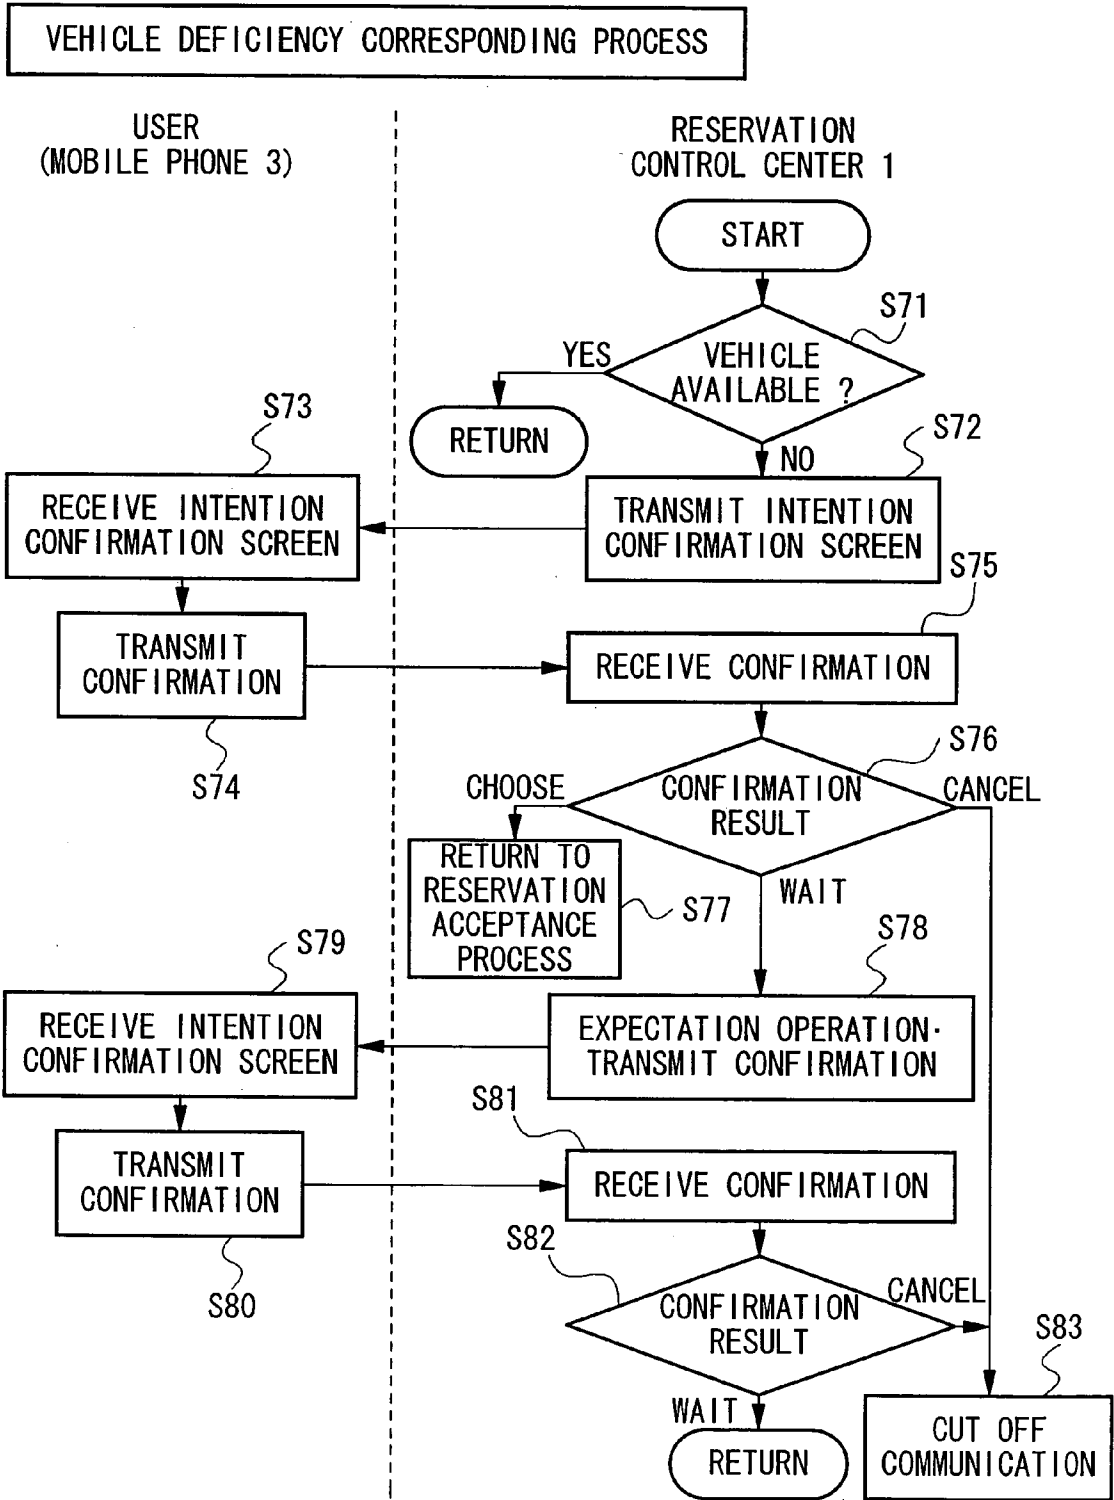 VEHICLE DEFICIENCY CORRESPONDING PROCESS
USER
(MOBILE PHONE 3)
RESERVATION
CONTROL CENTER 1
START
S71
VEHICLE
AVAILABLE ?
YES
RETURN
NO
S72
TRANSMIT INTENTION
CONFIRMATION SCREEN
S73
RECEIVE INTENTION
CONFIRMATION SCREEN
TRANSMIT
CONFIRMATION
S74
S75
RECEIVE CONFIRMATION
S76
CONFIRMATION
RESULT
CHOOSE
CANCEL
WAIT
RETURN TO
RESERVATION
ACCEPTANCE
PROCESS
S77
S78
EXPECTATION OPERATION·
TRANSMIT CONFIRMATION
S79
RECEIVE INTENTION
CONFIRMATION SCREEN
TRANSMIT
CONFIRMATION
S80
S81
RECEIVE CONFIRMATION
S82
CONFIRMATION
RESULT
CANCEL
WAIT
RETURN
S83
CUT OFF
COMMUNICATION